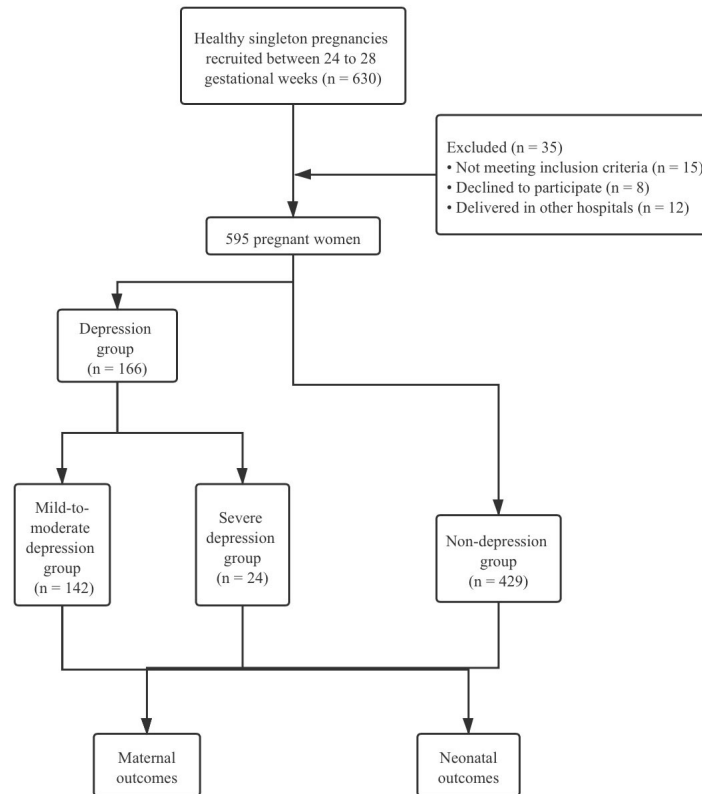 Healthy singleton pregnancies
recruited between 24 to 28
gestational weeks (n = 630)
Excluded (n = 35)
• Not meeting inclusion criteria (n = 15)
• Declined to participate (n = 8)
• Delivered in other hospitals (n = 12)
595 pregnant women
Depression
group
(n = 166)
Mild-to-
moderate
depression
group
(n = 142)
Severe
depression
group
(n = 24)
Non-depression
group
(n = 429)
Maternal
outcomes
Neonatal
outcomes